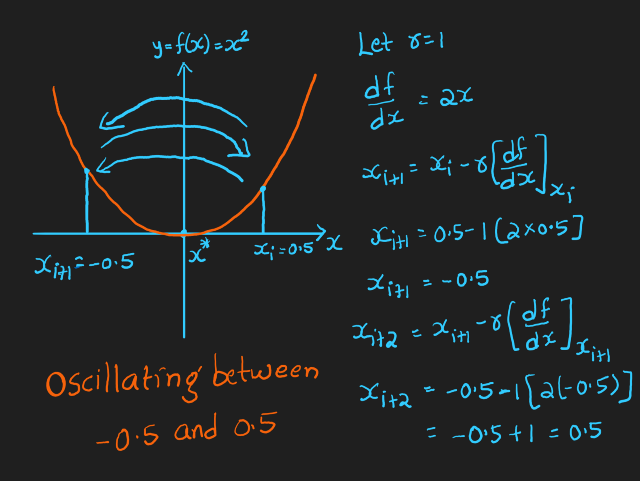 y=f(x)=x²
x
x*
x_i=0.5
x_{i+1}=-0.5
Oscillating between
-0.5 and 0.5
Let γ=1
df/dx = 2x
x_{i+1} = x_i - γ[df/dx]_{x_i}
x_{i+1} = 0.5-1[2×0.5]
x_{i+1} = -0.5
x_{i+2} = x_{i+1} - γ[df/dx]_{x_{i+1}}
x_{i+2} = -0.5-1[2(-0.5)]
= -0.5+1 = 0.5